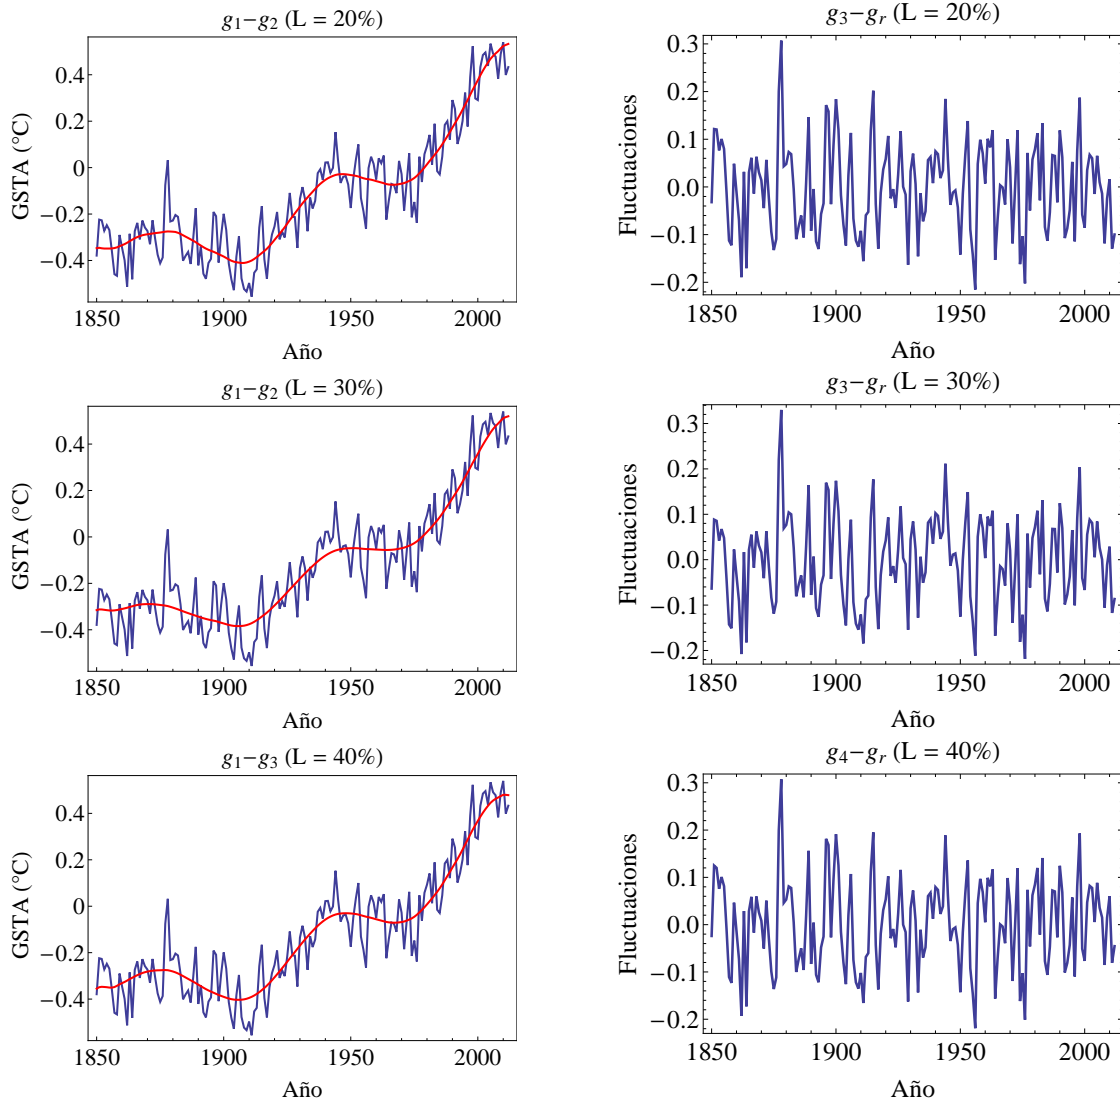 g₁−g₂ (L = 20%)
GSTA (°C)
0.4
0.2
0
−0.2
−0.4
1850 1900 1950 2000
Año
g₃−gᵣ (L = 20%)
Fluctuaciones
0.3
0.2
0.1
0.0
−0.1
−0.2
1850 1900 1950 2000
Año
g₁−g₂ (L = 30%)
GSTA (°C)
0.4
0.2
0
−0.2
−0.4
1850 1900 1950 2000
Año
g₃−gᵣ (L = 30%)
Fluctuaciones
0.3
0.2
0.1
0.0
−0.1
−0.2
1850 1900 1950 2000
Año
g₁−g₃ (L = 40%)
GSTA (°C)
0.4
0.2
0
−0.2
−0.4
1850 1900 1950 2000
Año
g₄−gᵣ (L = 40%)
Fluctuaciones
0.3
0.2
0.1
0.0
−0.1
−0.2
1850 1900 1950 2000
Año